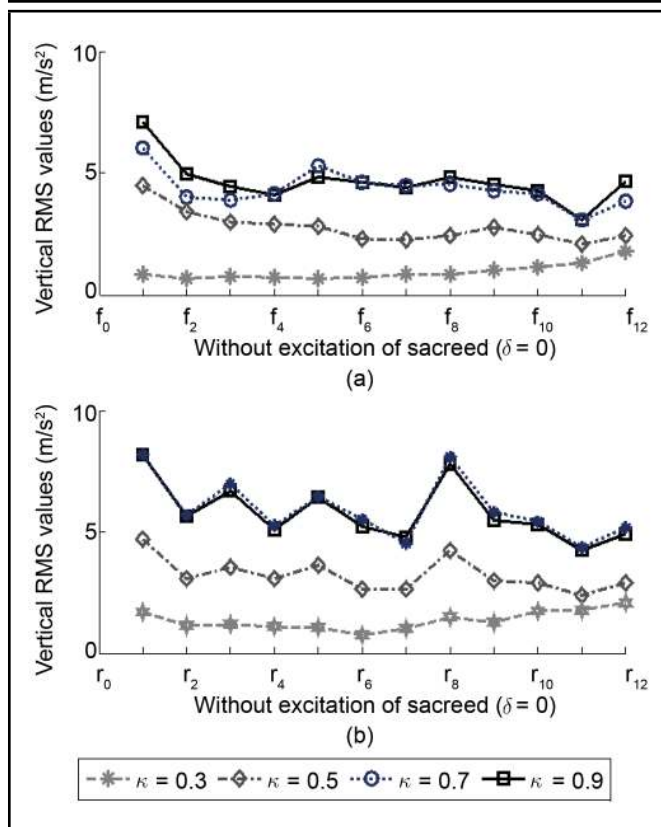 10
5
0
Vertical RMS values (m/s²)
f₀ f₂ f₄ f₆ f₈ f₁₀ f₁₂
Without excitation of sacreed (δ = 0)
(a)
10
5
0
Vertical RMS values (m/s²)
r₀ r₂ r₄ r₆ r₈ r₁₀ r₁₂
Without excitation of sacreed (δ = 0)
(b)
κ = 0.3 κ = 0.5 κ = 0.7 κ = 0.9